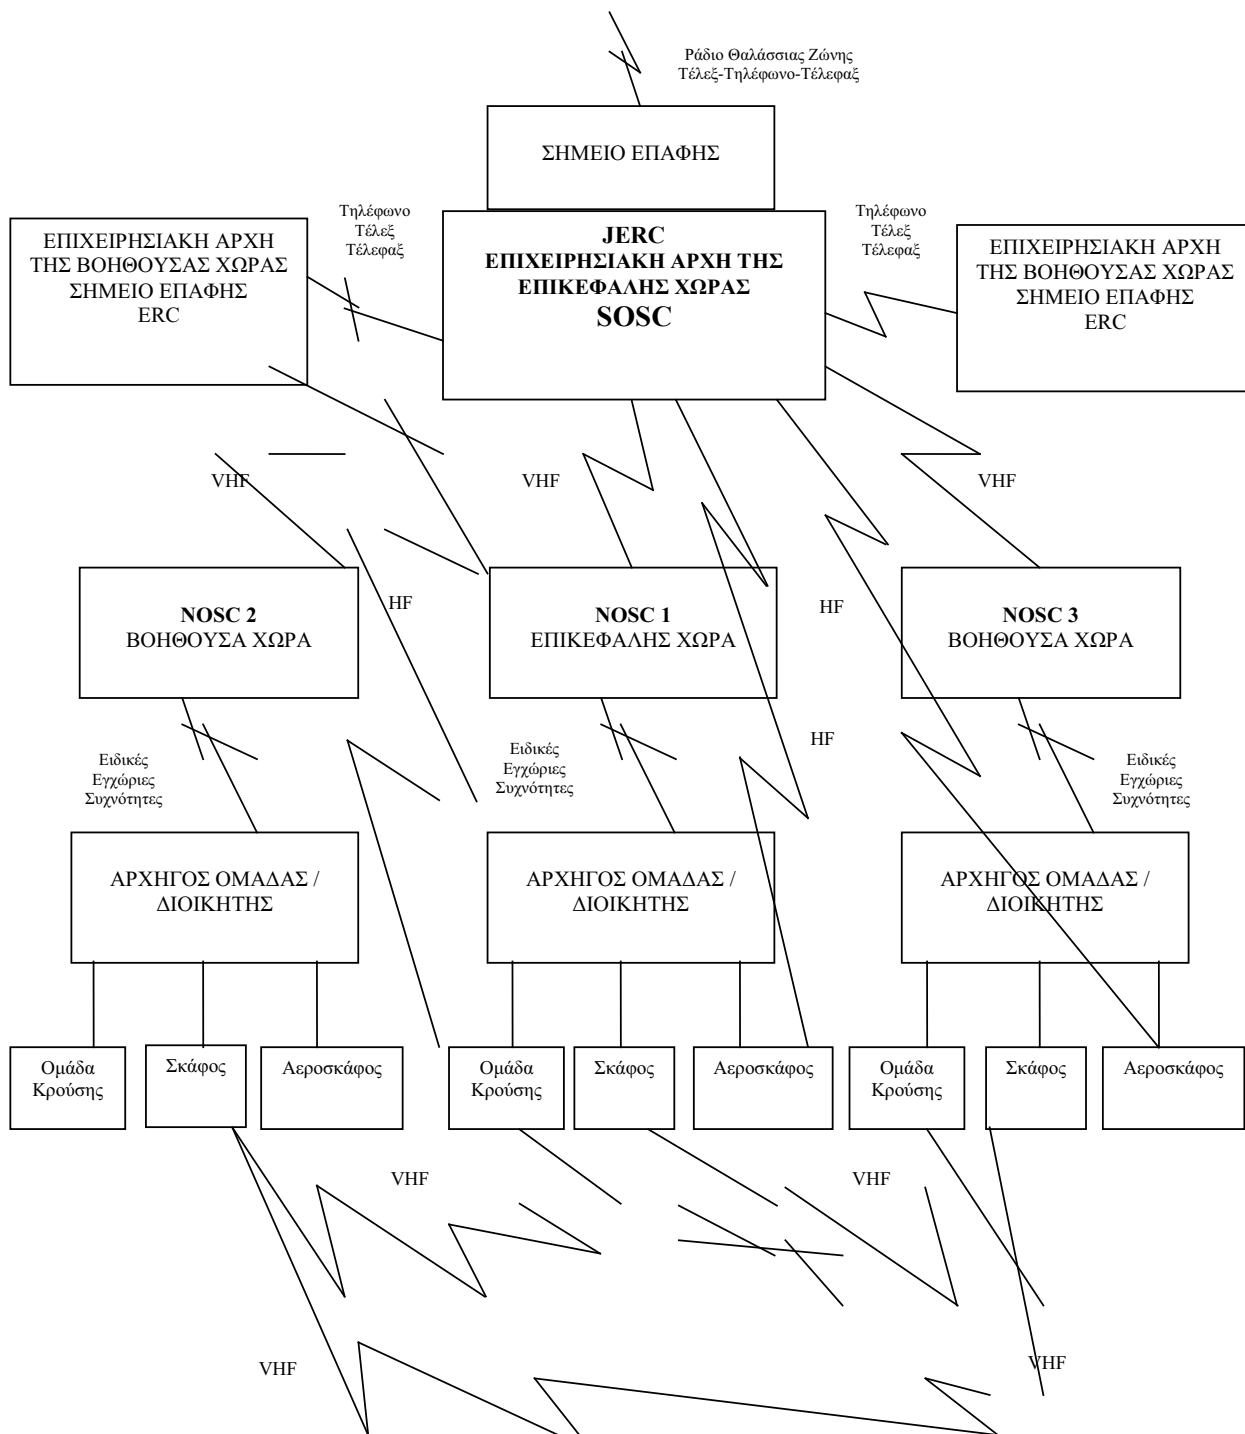 Ράδιο Θαλάσσιας Ζώνης
Τέλεξ-Τηλέφωνο-Τέλεφαξ
ΣΗΜΕΙΟ ΕΠΑΦΗΣ
Τηλέφωνο
Τέλεξ
Τέλεφαξ
Τηλέφωνο
Τέλεξ
Τέλεφαξ
ΕΠΙΧΕΙΡΗΣΙΑΚΗ ΑΡΧΗ
ΤΗΣ ΒΟΗΘΟΥΣΑΣ ΧΩΡΑΣ
ΣΗΜΕΙΟ ΕΠΑΦΗΣ
ERC
JERC
ΕΠΙΧΕΙΡΗΣΙΑΚΗ ΑΡΧΗ ΤΗΣ
ΕΠΙΚΕΦΑΛΗΣ ΧΩΡΑΣ
SOSC
ΕΠΙΧΕΙΡΗΣΙΑΚΗ ΑΡΧΗ
ΤΗΣ ΒΟΗΘΟΥΣΑΣ ΧΩΡΑΣ
ΣΗΜΕΙΟ ΕΠΑΦΗΣ
ERC
VHF
VHF
VHF
HF
HF
NOSC 2
ΒΟΗΘΟΥΣΑ ΧΩΡΑ
NOSC 1
ΕΠΙΚΕΦΑΛΗΣ ΧΩΡΑ
NOSC 3
ΒΟΗΘΟΥΣΑ ΧΩΡΑ
HF
Ειδικές
Εγχώριες
Συχνότητες
Ειδικές
Εγχώριες
Συχνότητες
Ειδικές
Εγχώριες
Συχνότητες
ΑΡΧΗΓΟΣ ΟΜΑΔΑΣ /
ΔΙΟΙΚΗΤΗΣ
ΑΡΧΗΓΟΣ ΟΜΑΔΑΣ /
ΔΙΟΙΚΗΤΗΣ
ΑΡΧΗΓΟΣ ΟΜΑΔΑΣ /
ΔΙΟΙΚΗΤΗΣ
Ομάδα
Κρούσης
Σκάφος
Αεροσκάφος
Ομάδα
Κρούσης
Σκάφος
Αεροσκάφος
Ομάδα
Κρούσης
Σκάφος
Αεροσκάφος
VHF
VHF
VHF
VHF